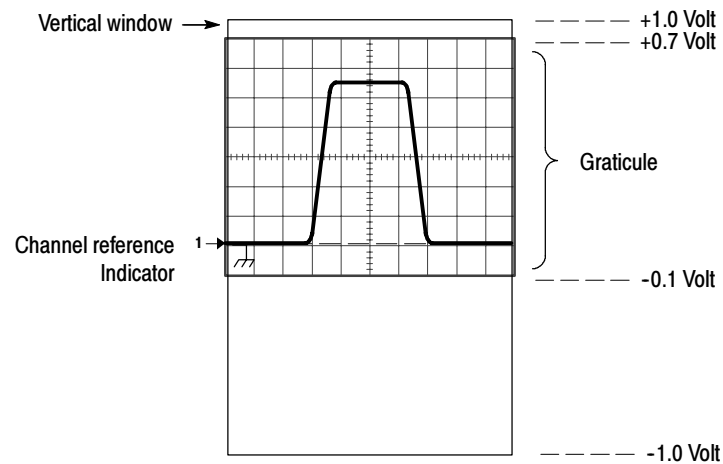 Vertical window
+1.0 Volt
+0.7 Volt
Graticule
Channel reference
Indicator
1
-0.1 Volt
-1.0 Volt